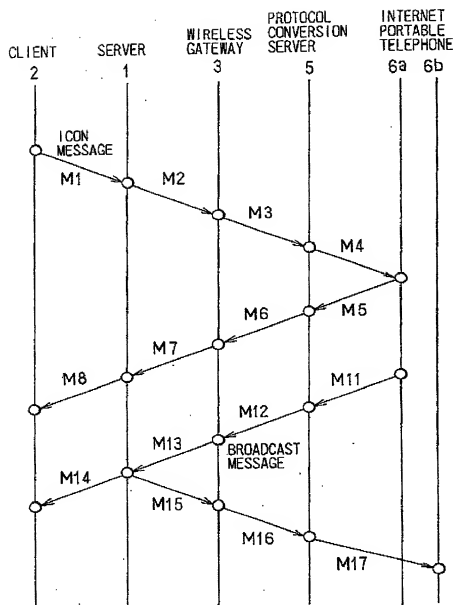 CLIENT
2
SERVER
1
WIRELESS
GATEWAY
3
PROTOCOL
CONVERSION
SERVER
5
INTERNET
PORTABLE
TELEPHONE
6a 6b
ICON
MESSAGE
M1
M2
M3
M4
M5
M6
M7
M8
M11
M12
M13
BROADCAST
MESSAGE
M14
M15
M16
M17